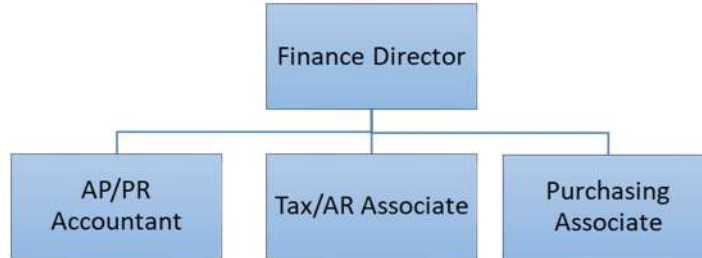 Finance Director
AP/PR
Accountant
Tax/AR Associate
Purchasing
Associate